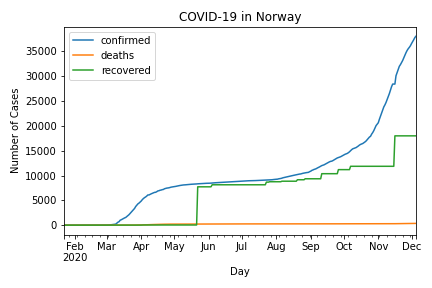 COVID-19 in Norway
confirmed
deaths
recovered
Number of Cases
35000
30000
25000
20000
15000
10000
5000
0
Feb Mar Apr May Jun Jul Aug Sep Oct Nov Dec
2020
Day